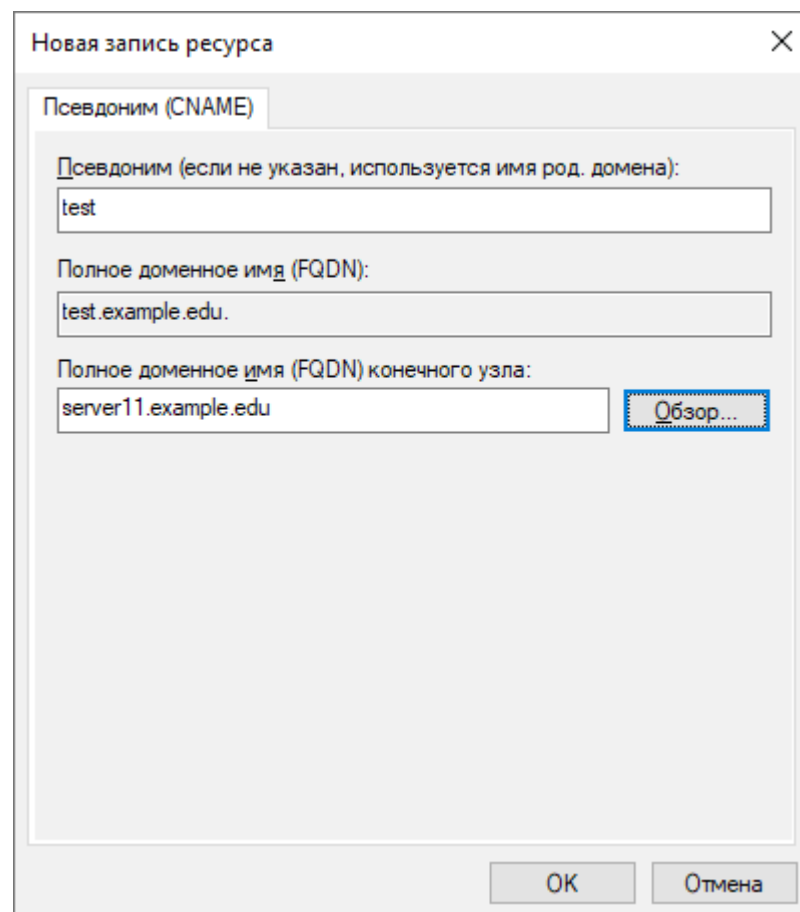 Новая запись ресурса
Псевдоним (CNAME)
Псевдоним (если не указан, используется имя род. домена):
test
Полное доменное имя (FQDN):
test.example.edu.
Полное доменное имя (FQDN) конечного узла:
server11.example.edu
Обзор...
OK
Отмена